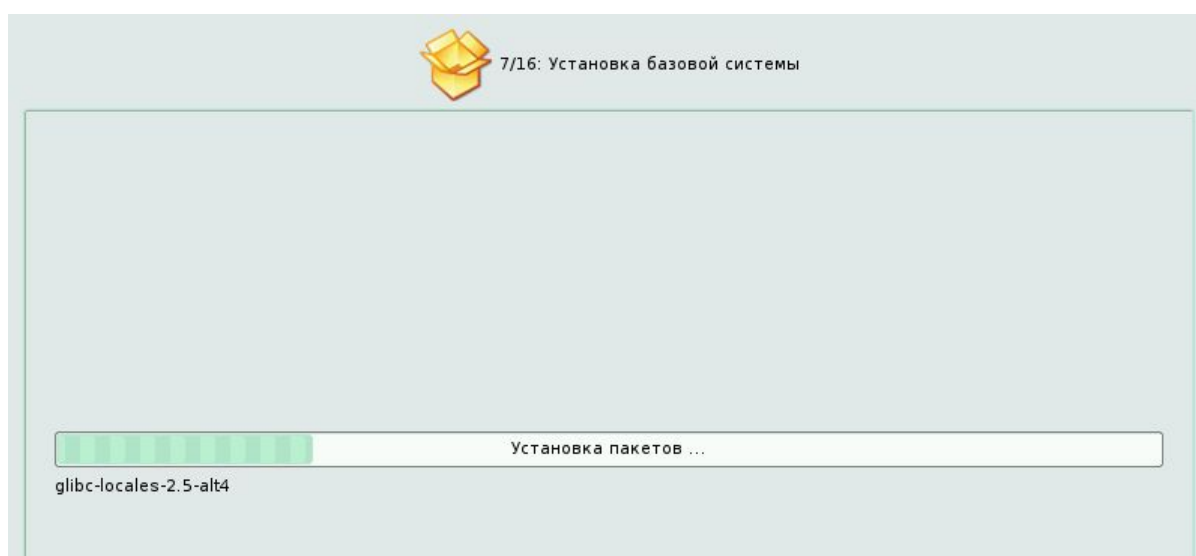 7/16: Установка базовой системы
Установка пакетов ...
glibc-locales-2.5-alt4